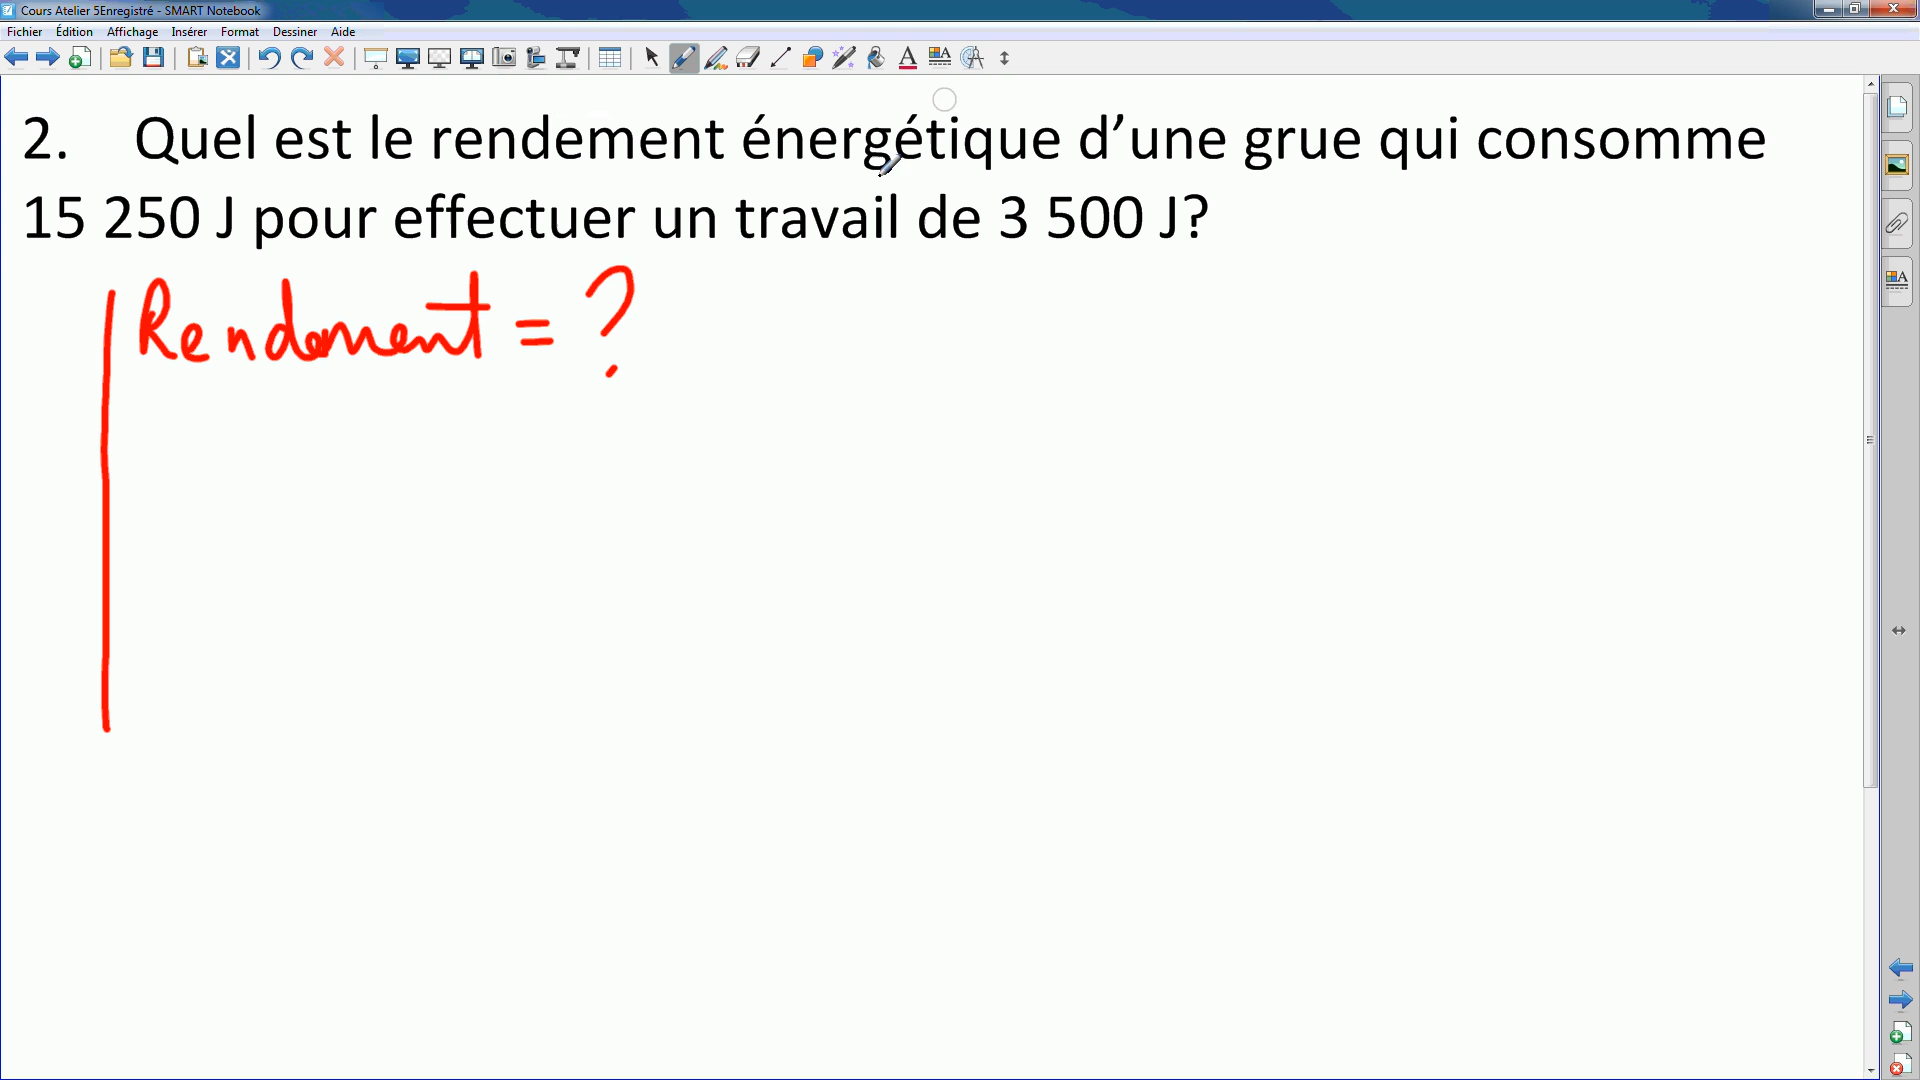 Cours Atelier 5Enregistré - SMART Notebook
Fichier Édition Affichage Insérer Format Dessiner Aide
2. Quel est le rendement énergétique d’une grue qui consomme
15 250 J pour effectuer un travail de 3 500 J?
Rendement = ?